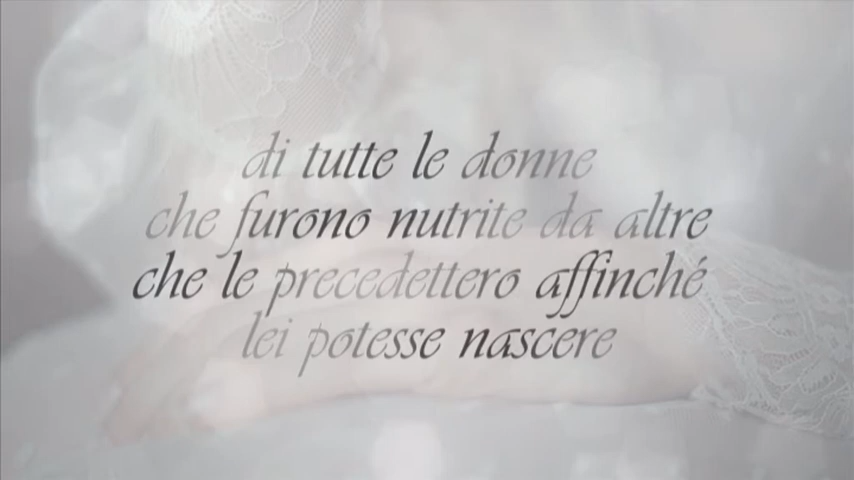 di tutte le donne
che furono nutrite da altre
che le precedettero affinché
lei potesse nascere